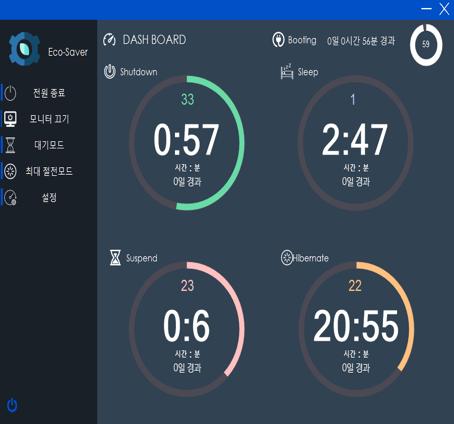 Eco-Saver
전원 종료
모니터 끄기
대기모드
최대 절전모드
설정
DASH BOARD
Booting 0일 0시간 56분 경과
59
Shutdown
33
0:57
시간 : 분
0일 경과
Sleep
1
2:47
시간 : 분
0일 경과
Suspend
23
0:6
시간 : 분
0일 경과
Hibernate
22
20:55
시간 : 분
0일 경과